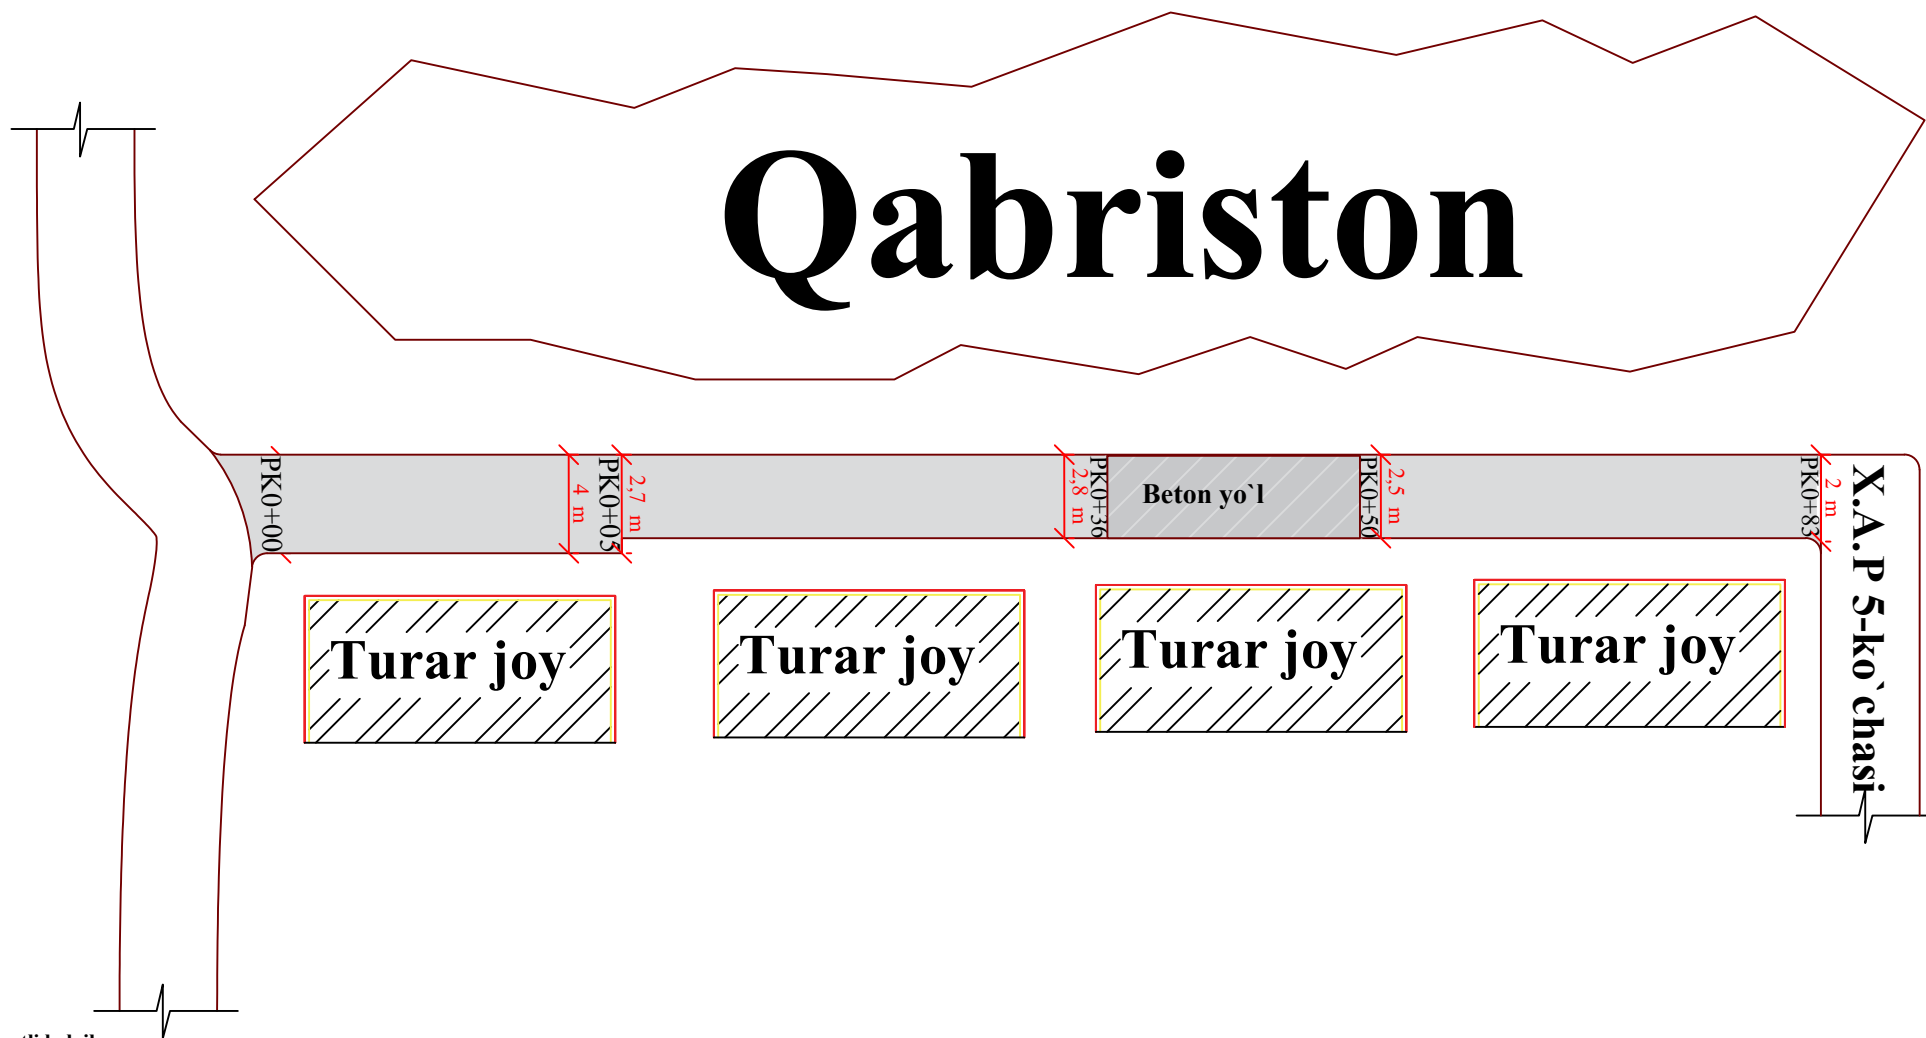 Qabriston
PK0+00
4 m
PK0+05
2,7 m
2,8 m
PK0+36
Beton yo`l
PK0+50
2,5 m
PK0+83
2 m
X.A.P 5-ko`chasi
Turar joy
Turar joy
Turar joy
Turar joy